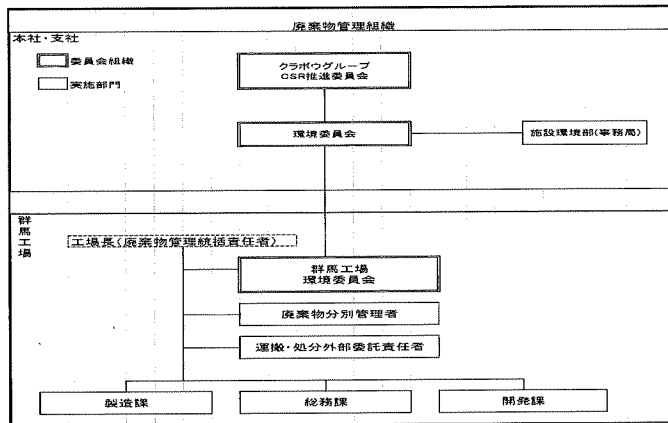 廃棄物管理組織
本社・支社
委員会組織
実施部門
クラボウグループ
CSR推進委員会
環境委員会
施設環境部(事務局)
群馬工場
工場長(廃棄物管理統括責任者)
群馬工場
環境委員会
廃棄物分別管理者
運搬・処分外部委託責任者
製造課
総務課
開発課